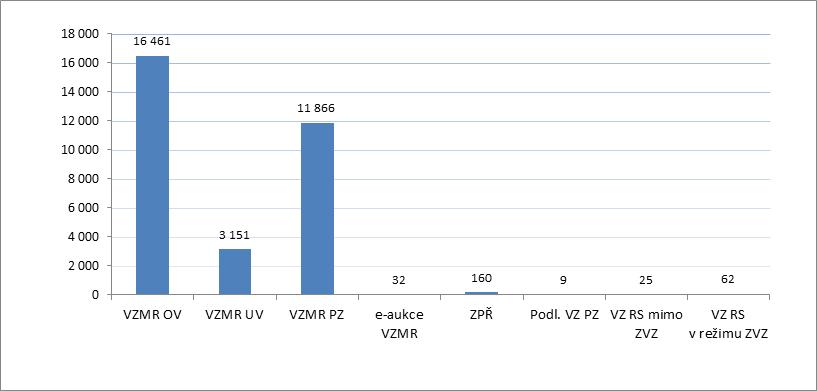 18 000
16 000
14 000
12 000
10 000
8 000
6 000
4 000
2 000
0
16 461
3 151
11 866
32
160
9
25
62
VZMR OV
VZMR UV
VZMR PZ
e-aukce
VZMR
ZPŘ
Podl. VZ PZ
VZ RS mimo
ZVZ
VZ RS
v režimu ZVZ